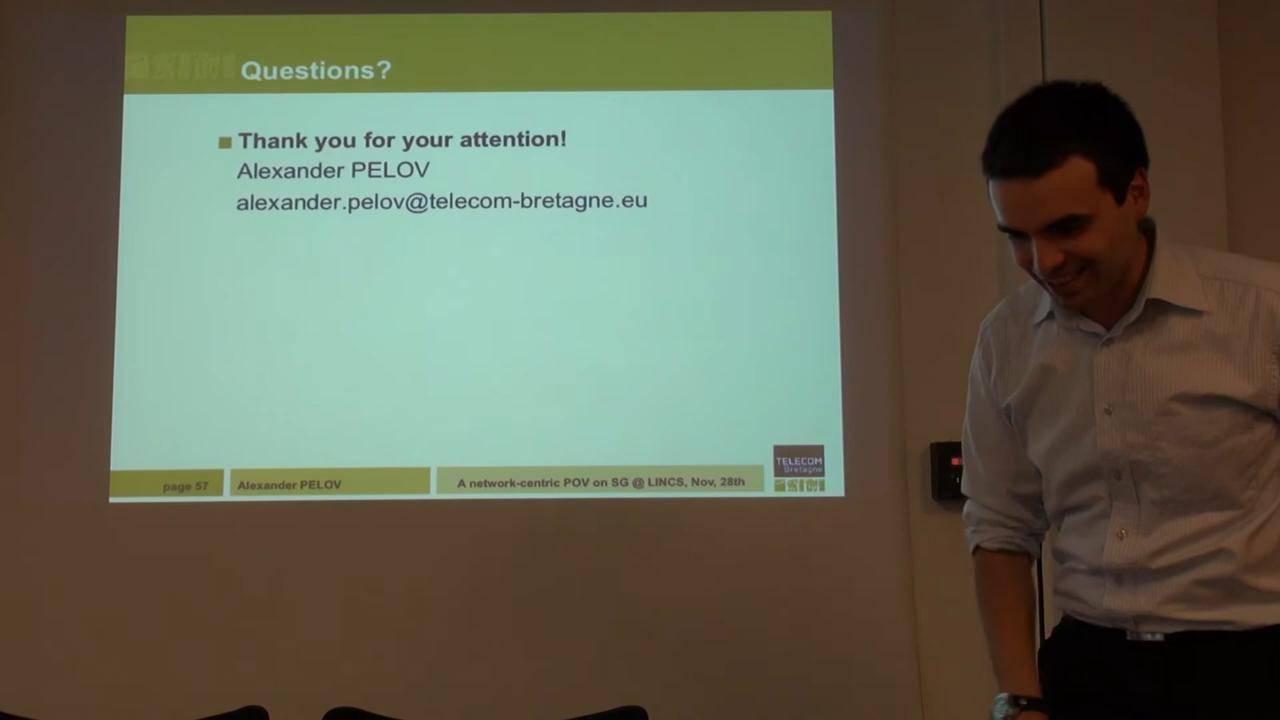 Questions?
Thank you for your attention!
Alexander PELOV
alexander.pelov@telecom-bretagne.eu
page 57
Alexander PELOV
A network-centric POV on SG @ LINCS, Nov, 28th
TELECOM
Bretagne